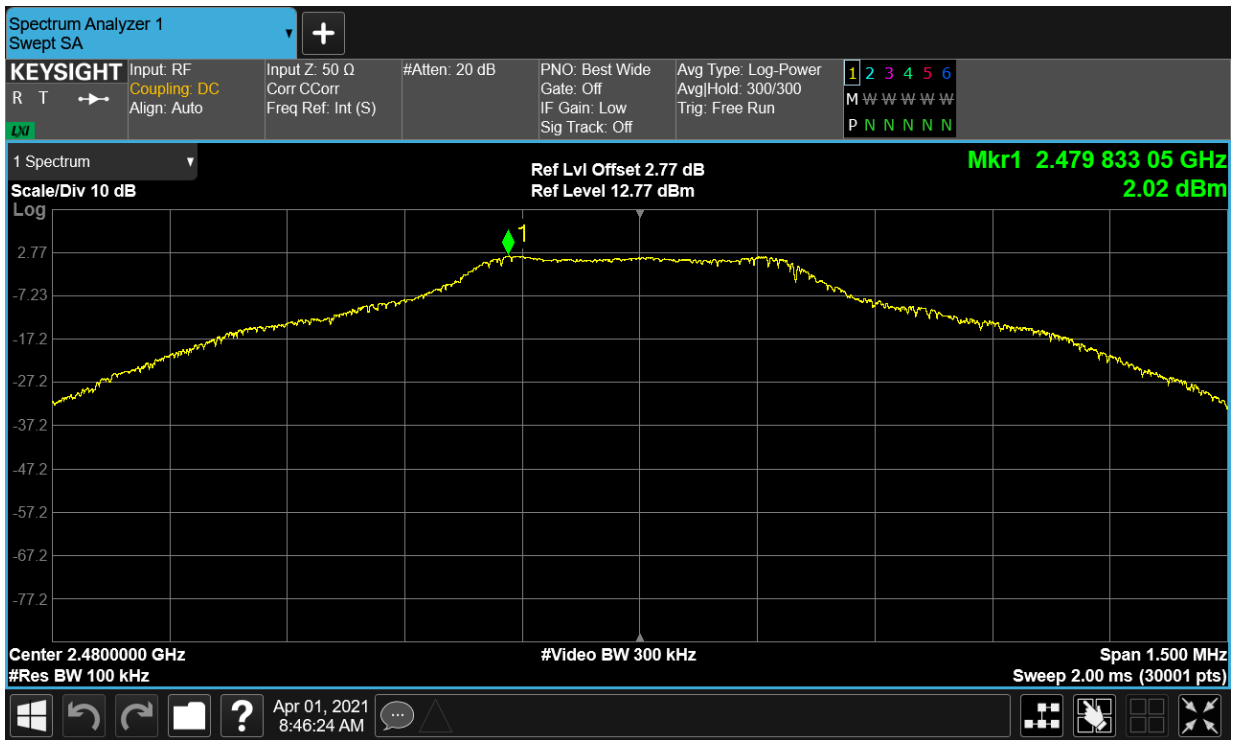 Spectrum Analyzer 1
Swept SA
KEYSIGHT
R T
LXI
Input: RF
Coupling: DC
Align: Auto
Input Z: 50 Ω
Corr CCorr
Freq Ref: Int (S)
#Atten: 20 dB
PNO: Best Wide
Gate: Off
IF Gain: Low
Sig Track: Off
Avg Type: Log-Power
Avg|Hold: 300/300
Trig: Free Run
1 2 3 4 5 6
M W W W W W
P N N N N N
1 Spectrum
Scale/Div 10 dB
Log
Ref Lvl Offset 2.77 dB
Ref Level 12.77 dBm
Mkr1 2.479 833 05 GHz
2.02 dBm
1
2.77
-7.23
-17.2
-27.2
-37.2
-47.2
-57.2
-67.2
-77.2
Center 2.4800000 GHz
#Res BW 100 kHz
#Video BW 300 kHz
Span 1.500 MHz
Sweep 2.00 ms (30001 pts)
?
Apr 01, 2021
8:46:24 AM